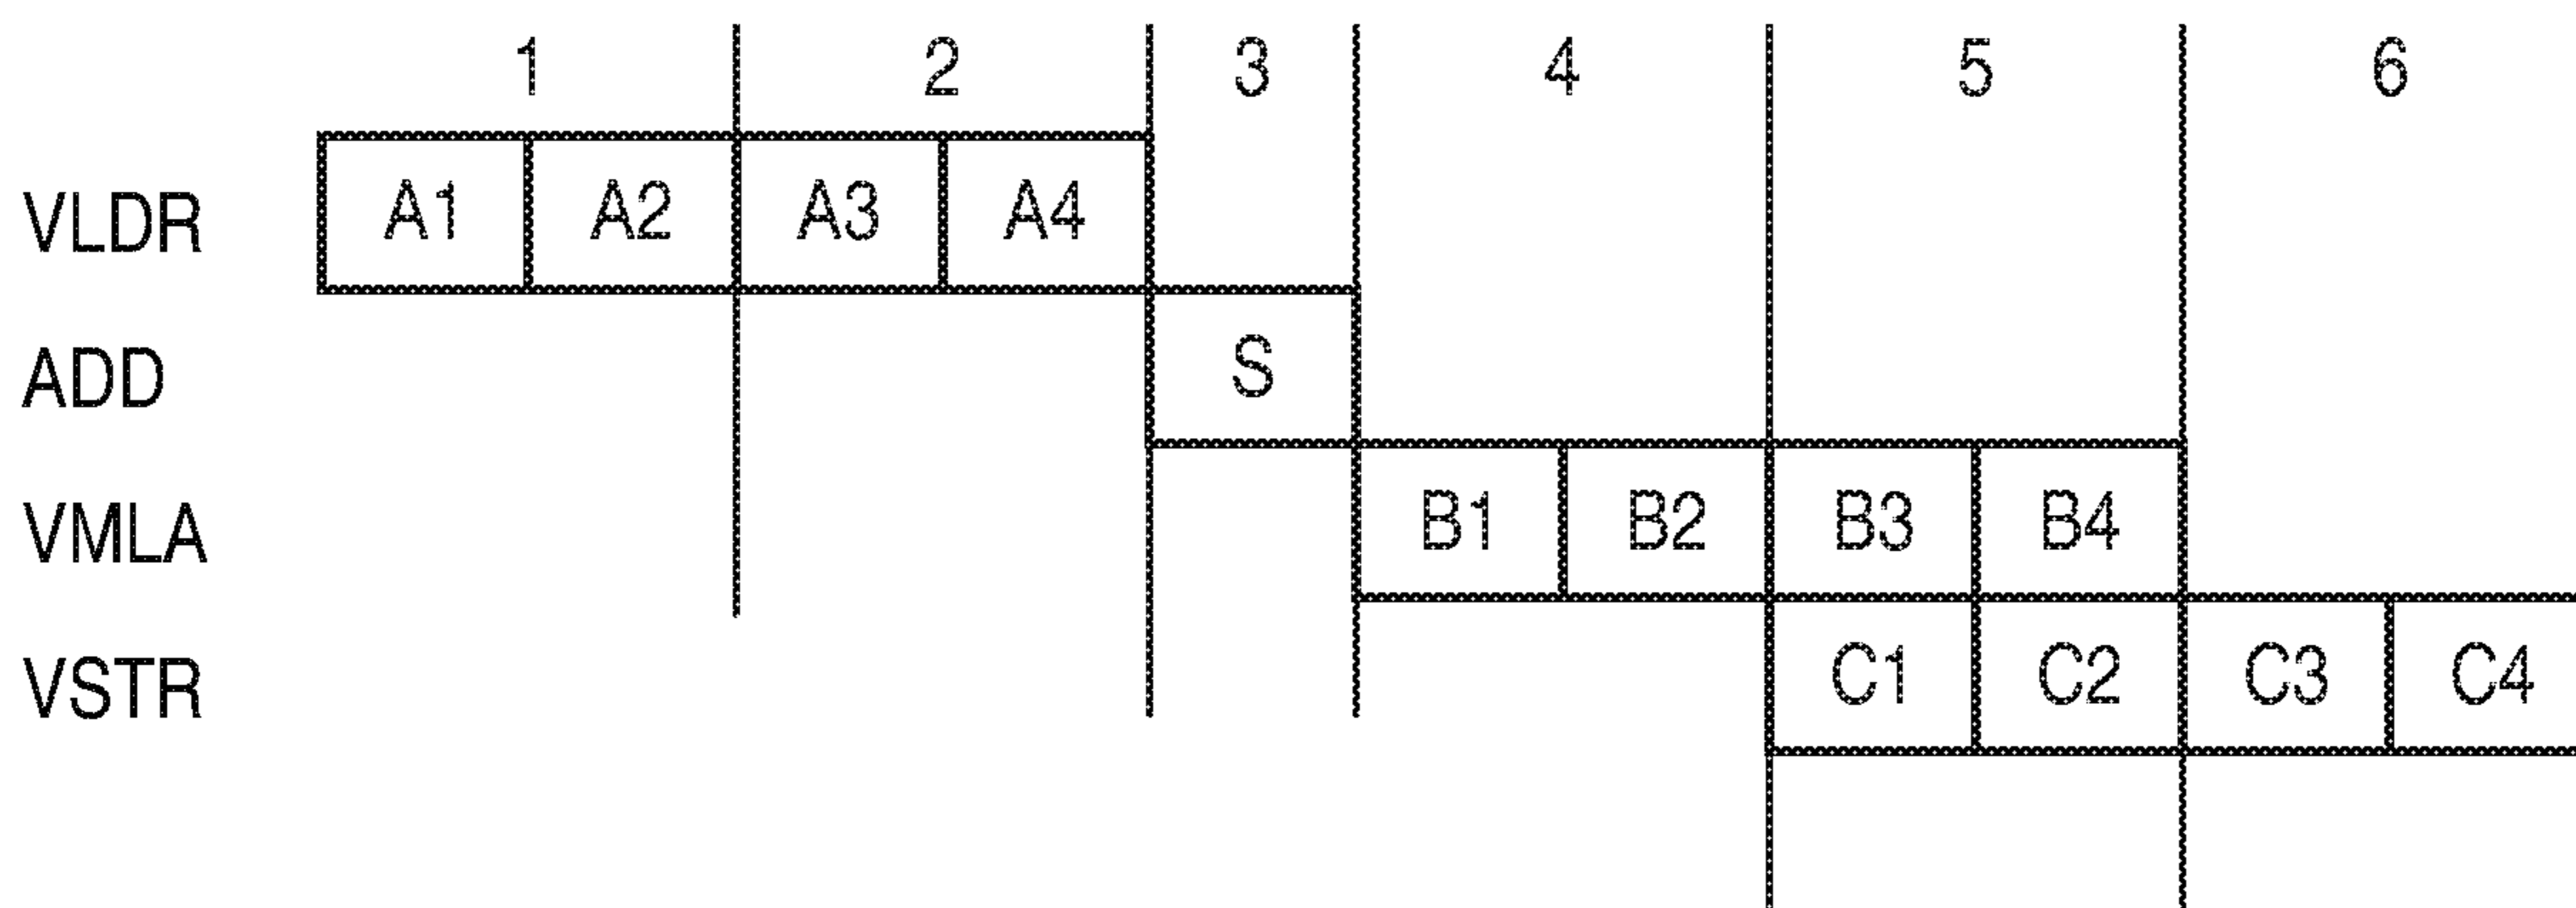 1 2 3 4 5 6
VLDR A1 A2 A3 A4
ADD S
VMLA B1 B2 B3 B4
VSTR C1 C2 C3 C4